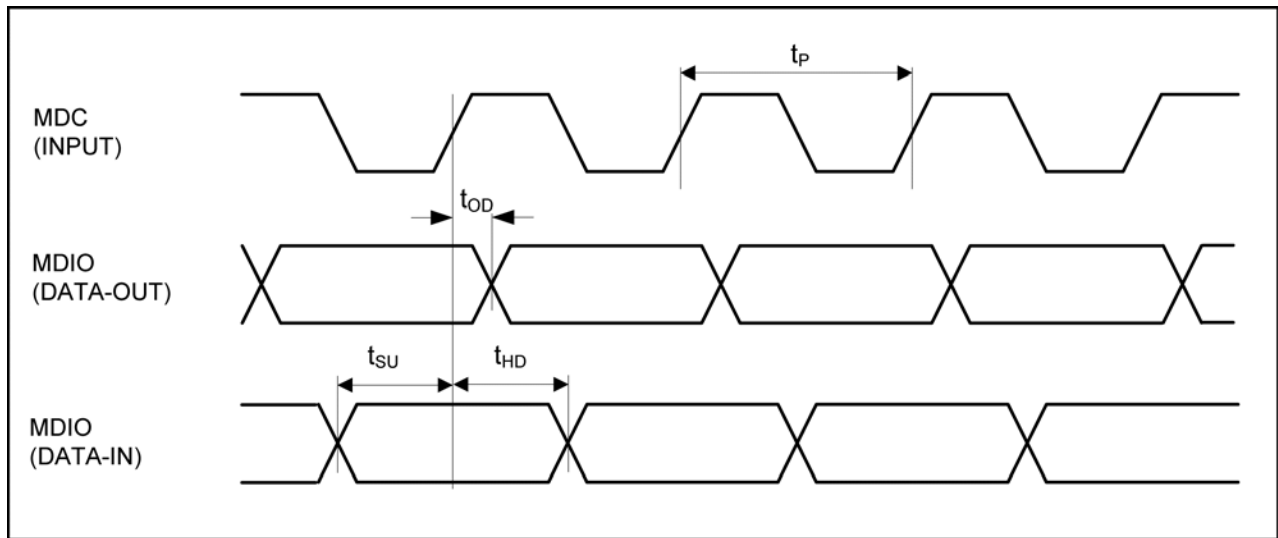 tP
MDC
(INPUT)
tOD
MDIO
(DATA-OUT)
tSU
tHD
MDIO
(DATA-IN)